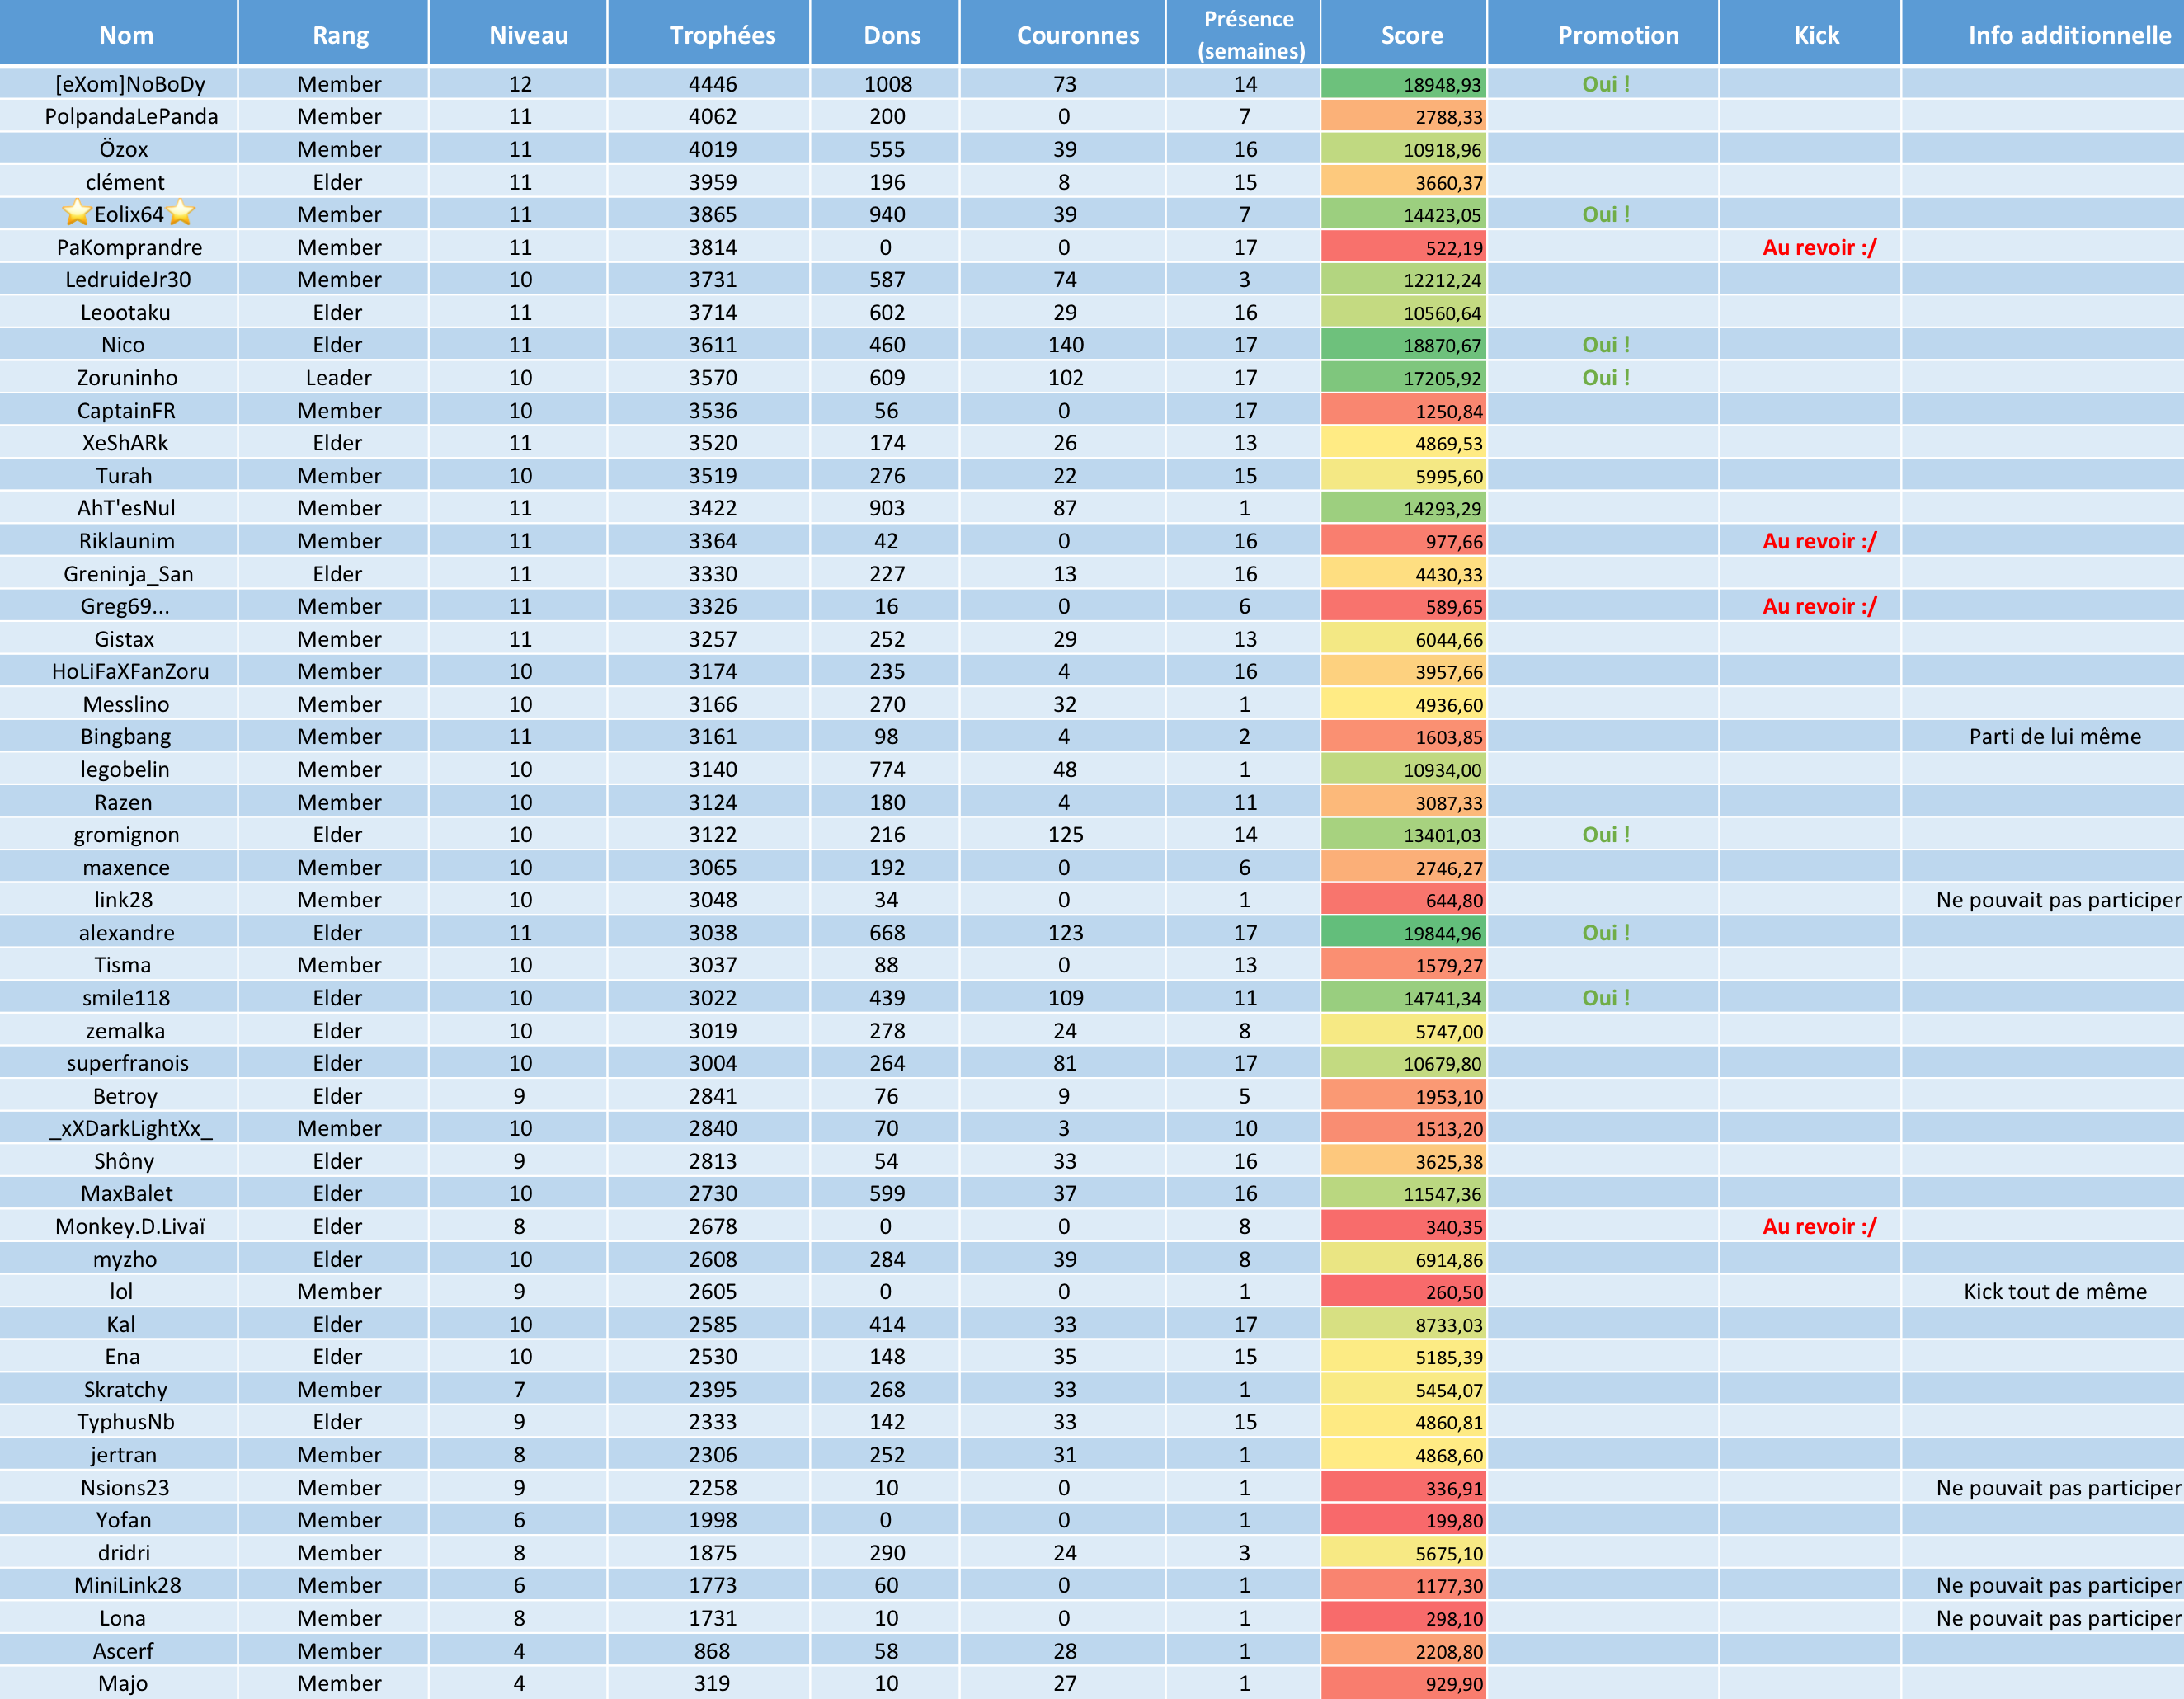 Nom Rang Niveau Trophées Dons Couronnes Présence (semaines) Score Promotion Kick Info additionnelle
[eXom]NoBoDy Member 12 4446 1008 73 14 18948,93 Oui !
PolpandaLePanda Member 11 4062 200 0 7 2788,33
Özox Member 11 4019 555 39 16 10918,96
clément Elder 11 3959 196 8 15 3660,37
⭐Eolix64⭐ Member 11 3865 940 39 7 14423,05 Oui !
PaKomprandre Member 11 3814 0 0 17 522,19 Au revoir :/
LedruideJr30 Member 10 3731 587 74 3 12212,24
Leootaku Elder 11 3714 602 29 16 10560,64
Nico Elder 11 3611 460 140 17 18870,67 Oui !
Zoruninho Leader 10 3570 609 102 17 17205,92 Oui !
CaptainFR Member 10 3536 56 0 17 1250,84
XeShARk Elder 11 3520 174 26 13 4869,53
Turah Member 10 3519 276 22 15 5995,60
AhT'esNul Member 11 3422 903 87 1 14293,29
Riklaunim Member 11 3364 42 0 16 977,66 Au revoir :/
Greninja_San Elder 11 3330 227 13 16 4430,33
Greg69... Member 11 3326 16 0 6 589,65 Au revoir :/
Gistax Member 11 3257 252 29 13 6044,66
HoLiFaXFanZoru Member 10 3174 235 4 16 3957,66
Messlino Member 10 3166 270 32 1 4936,60
Bingbang Member 11 3161 98 4 2 1603,85 Parti de lui même
legobelin Member 10 3140 774 48 1 10934,00
Razen Member 10 3124 180 4 11 3087,33
gromignon Elder 10 3122 216 125 14 13401,03 Oui !
maxence Member 10 3065 192 0 6 2746,27
link28 Member 10 3048 34 0 1 644,80 Ne pouvait pas participer
alexandre Elder 11 3038 668 123 17 19844,96 Oui !
Tisma Member 10 3037 88 0 13 1579,27
smile118 Elder 10 3022 439 109 11 14741,34 Oui !
zemalka Elder 10 3019 278 24 8 5747,00
superfranois Elder 10 3004 264 81 17 10679,80
Betroy Elder 9 2841 76 9 5 1953,10
_xXDarkLightXx_ Member 10 2840 70 3 10 1513,20
Shôny Elder 9 2813 54 33 16 3625,38
MaxBalet Elder 10 2730 599 37 16 11547,36
Monkey.D.Livaï Elder 8 2678 0 0 8 340,35 Au revoir :/
myzho Elder 10 2608 284 39 8 6914,86
lol Member 9 2605 0 0 1 260,50 Kick tout de même
Kal Elder 10 2585 414 33 17 8733,03
Ena Elder 10 2530 148 35 15 5185,39
Skratchy Member 7 2395 268 33 1 5454,07
TyphusNb Elder 9 2333 142 33 15 4860,81
jertran Member 8 2306 252 31 1 4868,60
Nsions23 Member 9 2258 10 0 1 336,91 Ne pouvait pas participer
Yofan Member 6 1998 0 0 1 199,80
dridri Member 8 1875 290 24 3 5675,10
MiniLink28 Member 6 1773 60 0 1 1177,30 Ne pouvait pas participer
Lona Member 8 1731 10 0 1 298,10 Ne pouvait pas participer
Ascerf Member 4 868 58 28 1 2208,80
Majo Member 4 319 10 27 1 929,90